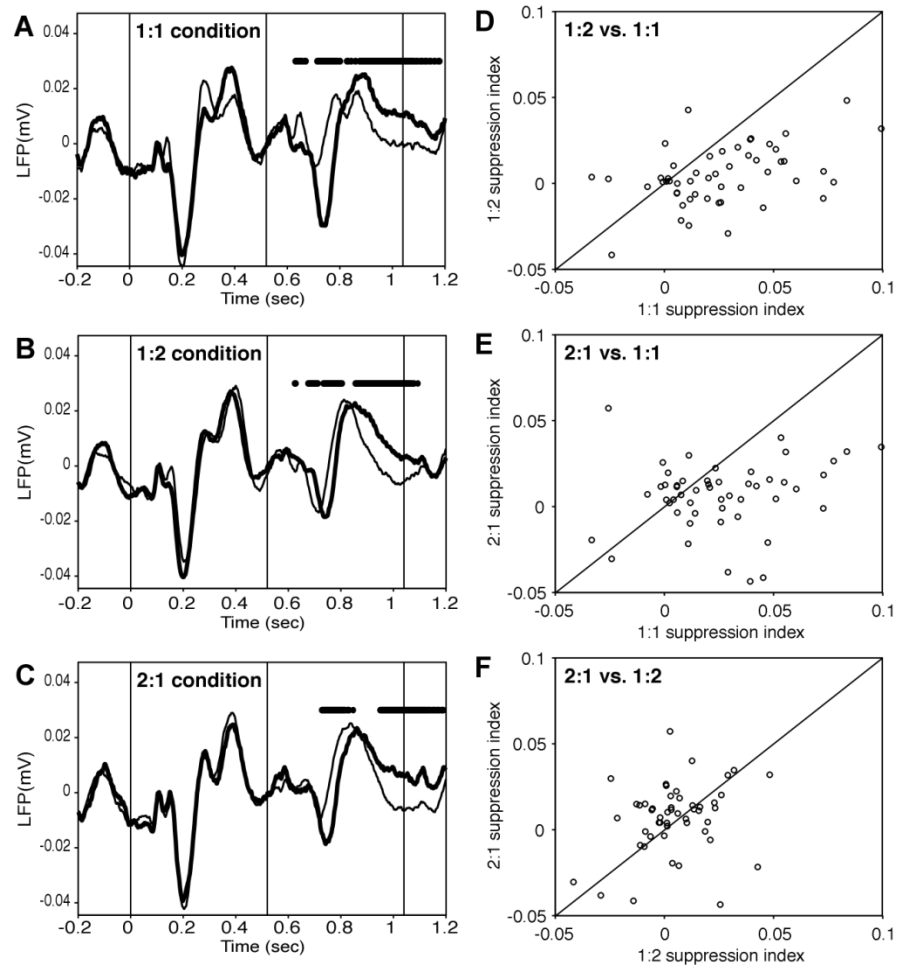 A
1:1 condition
LFP(mV)
0.04
0.02
0
-0.02
-0.04
-0.2 0 0.2 0.4 0.6 0.8 1 1.2
Time (sec)
B
1:2 condition
LFP(mV)
0.04
0.02
0
-0.02
-0.04
-0.2 0 0.2 0.4 0.6 0.8 1 1.2
Time (sec)
C
2:1 condition
LFP(mV)
0.04
0.02
0
-0.02
-0.04
-0.2 0 0.2 0.4 0.6 0.8 1 1.2
Time (sec)
D
1:2 vs. 1:1
1:2 suppression index
0.1
0.05
0
-0.05
-0.05 0 0.05 0.1
1:1 suppression index
E
2:1 vs. 1:1
2:1 suppression index
0.1
0.05
0
-0.05
-0.05 0 0.05 0.1
1:1 suppression index
F
2:1 vs. 1:2
2:1 suppression index
0.1
0.05
0
-0.05
-0.05 0 0.05 0.1
1:2 suppression index